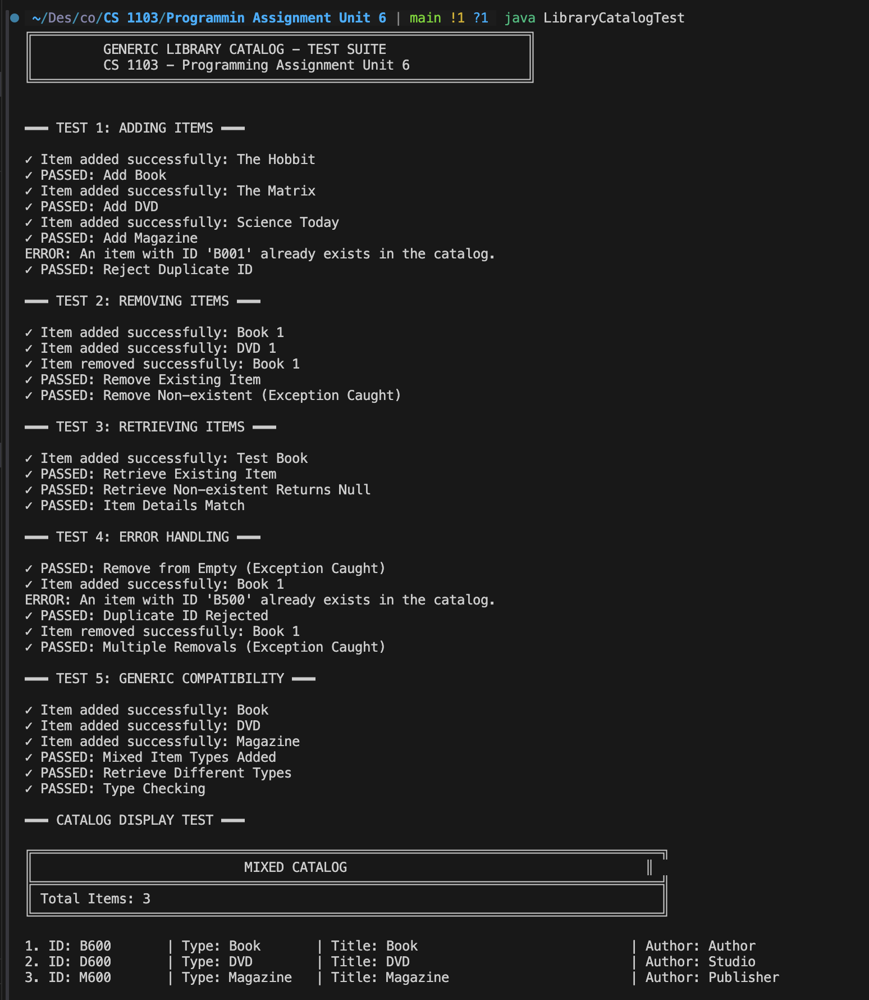 ~/Des/co/CS 1103/Programmin Assignment Unit 6 | main !1 ?1 java LibraryCatalogTest
GENERIC LIBRARY CATALOG - TEST SUITE
CS 1103 - Programming Assignment Unit 6
━━━ TEST 1: ADDING ITEMS ━━━
✓ Item added successfully: The Hobbit
✓ PASSED: Add Book
✓ Item added successfully: The Matrix
✓ PASSED: Add DVD
✓ Item added successfully: Science Today
✓ PASSED: Add Magazine
ERROR: An item with ID 'B001' already exists in the catalog.
✓ PASSED: Reject Duplicate ID
━━━ TEST 2: REMOVING ITEMS ━━━
✓ Item added successfully: Book 1
✓ Item added successfully: DVD 1
✓ Item removed successfully: Book 1
✓ PASSED: Remove Existing Item
✓ PASSED: Remove Non-existent (Exception Caught)
━━━ TEST 3: RETRIEVING ITEMS ━━━
✓ Item added successfully: Test Book
✓ PASSED: Retrieve Existing Item
✓ PASSED: Retrieve Non-existent Returns Null
✓ PASSED: Item Details Match
━━━ TEST 4: ERROR HANDLING ━━━
✓ PASSED: Remove from Empty (Exception Caught)
✓ Item added successfully: Book 1
ERROR: An item with ID 'B500' already exists in the catalog.
✓ PASSED: Duplicate ID Rejected
✓ Item removed successfully: Book 1
✓ PASSED: Multiple Removals (Exception Caught)
━━━ TEST 5: GENERIC COMPATIBILITY ━━━
✓ Item added successfully: Book
✓ Item added successfully: DVD
✓ Item added successfully: Magazine
✓ PASSED: Mixed Item Types Added
✓ PASSED: Retrieve Different Types
✓ PASSED: Type Checking
━━━ CATALOG DISPLAY TEST ━━━
MIXED CATALOG
Total Items: 3
1. ID: B600 | Type: Book | Title: Book | Author: Author
2. ID: D600 | Type: DVD | Title: DVD | Author: Studio
3. ID: M600 | Type: Magazine | Title: Magazine | Author: Publisher